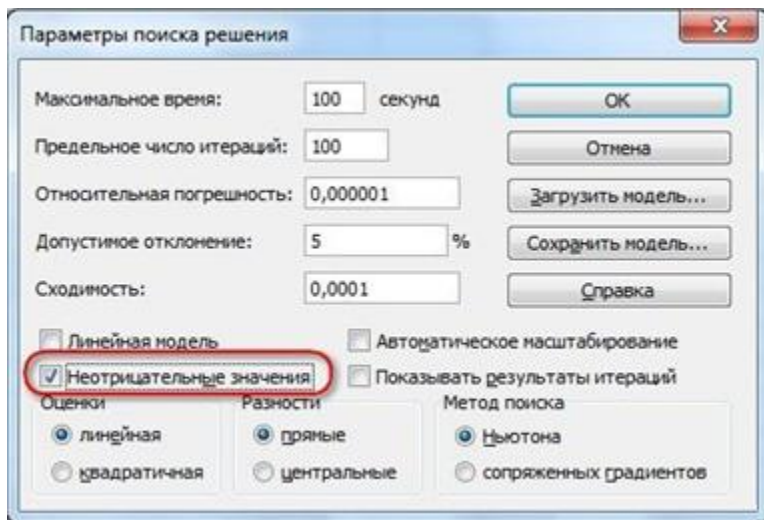 Параметры поиска решения
Максимальное время: 100 секунд OK
Предельное число итераций: 100 Отмена
Относительная погрешность: 0,000001 Загрузить модель...
Допустимое отклонение: 5 % Сохранить модель...
Сходимость: 0,0001 Справка
Линейная модель Автоматическое масштабирование
Неотрицательные значения Показывать результаты итераций
Оценки Разности Метод поиска
линейная прямые Ньютона
квадратичная центральные сопряженных градиентов